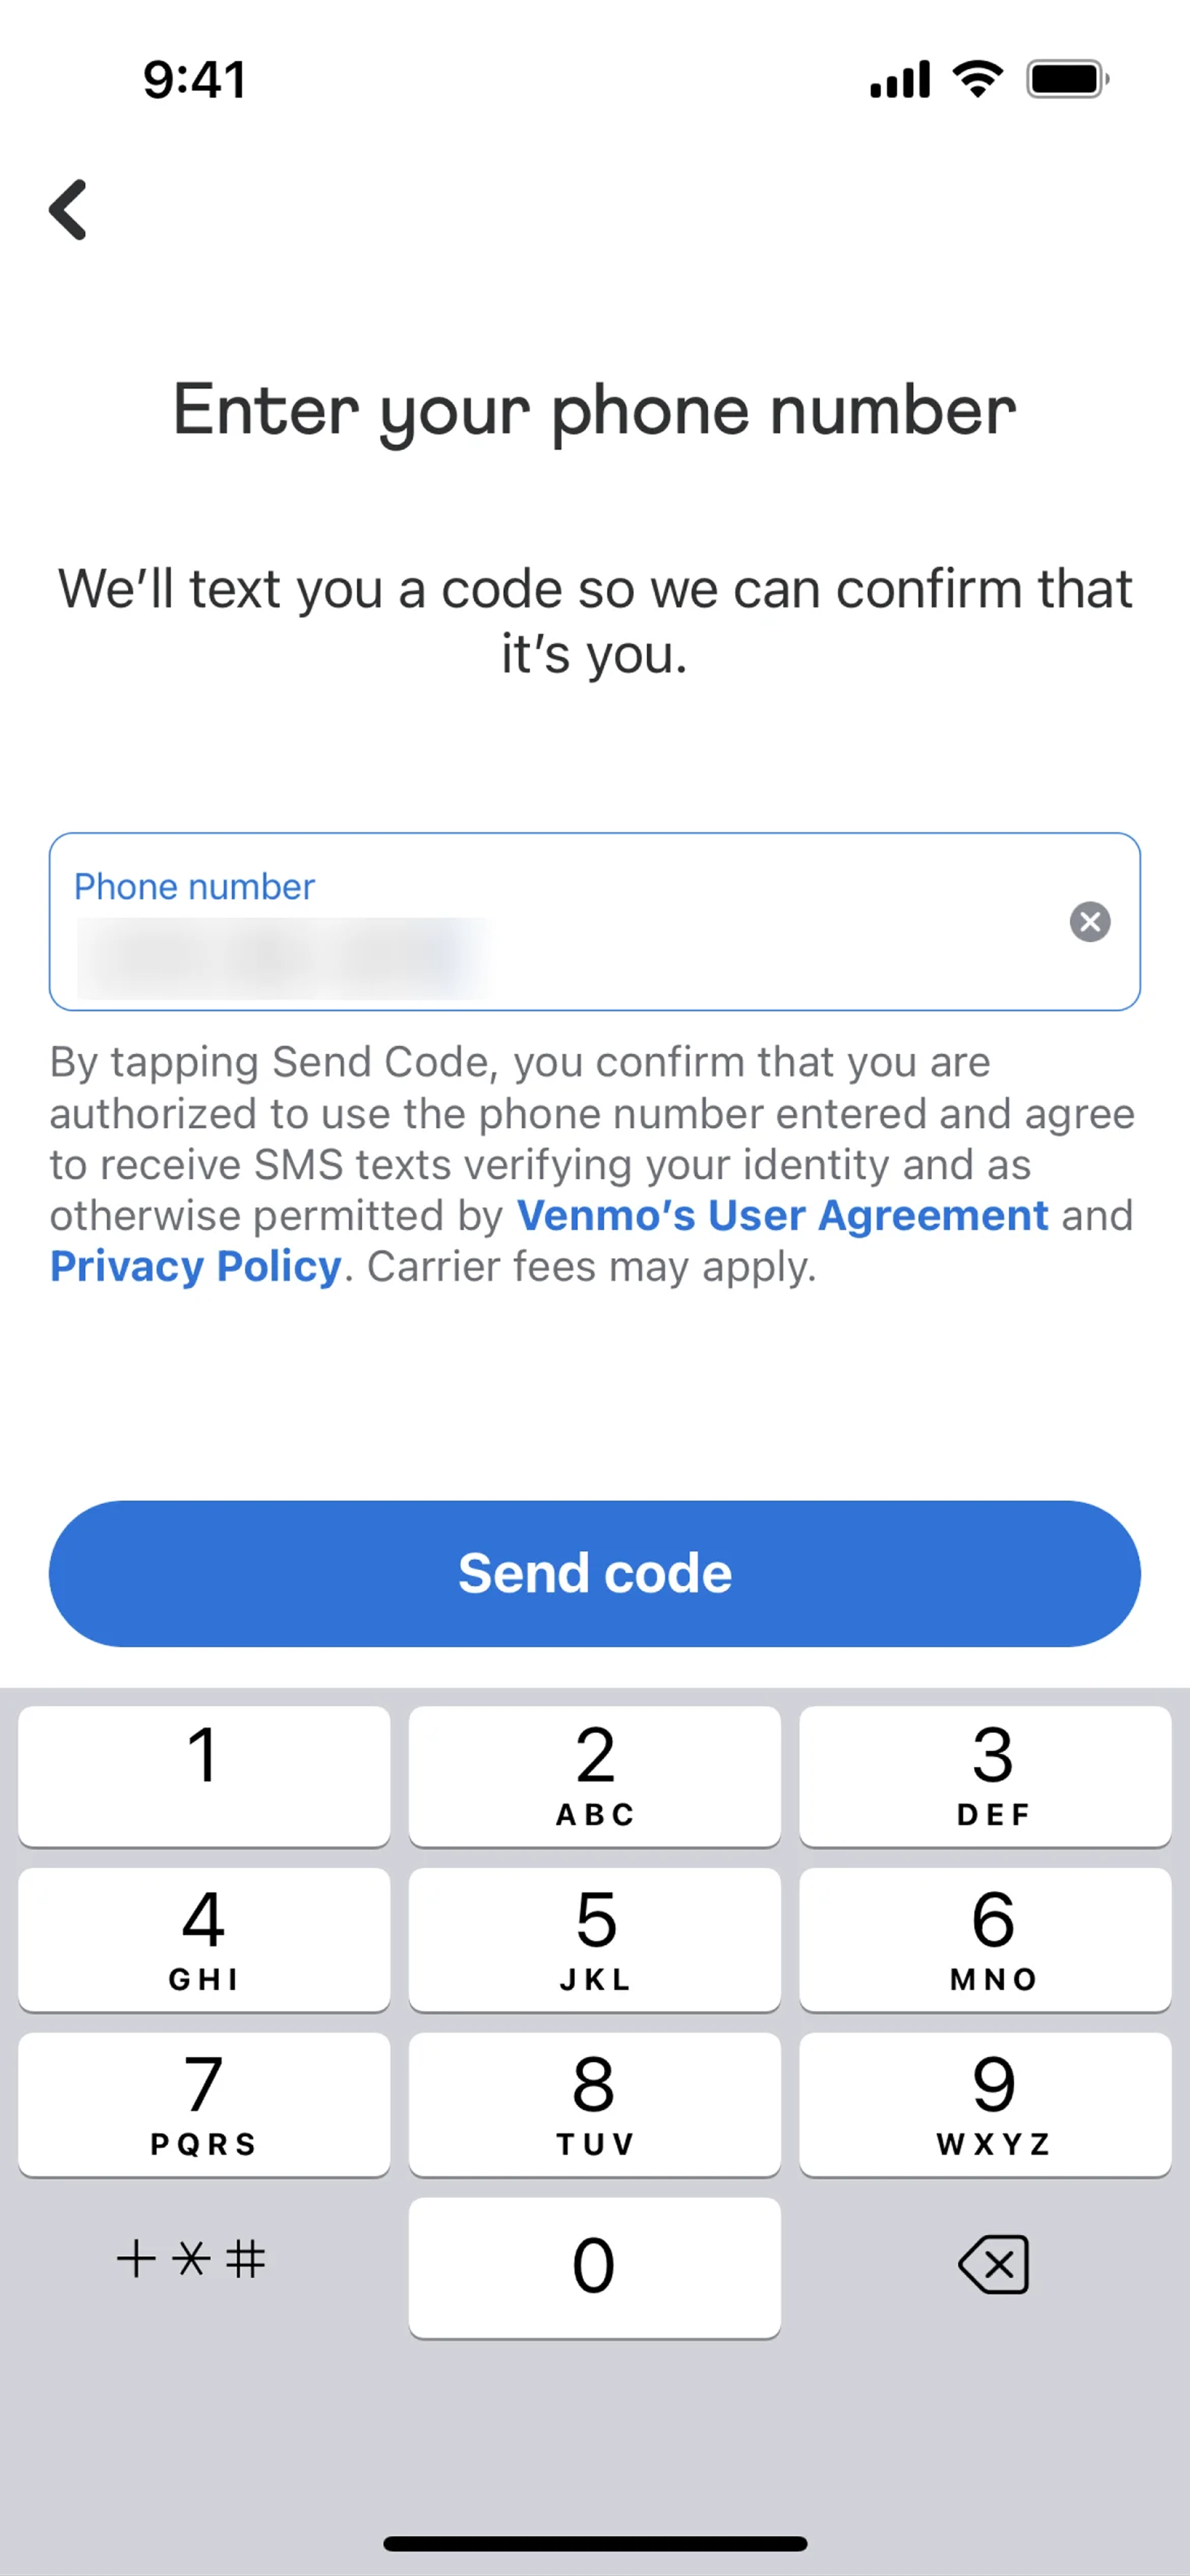 9:41
Enter your phone number
We’ll text you a code so we can confirm that
it’s you.
Phone number
By tapping Send Code, you confirm that you are
authorized to use the phone number entered and agree
to receive SMS texts verifying your identity and as
otherwise permitted by Venmo’s User Agreement and
Privacy Policy. Carrier fees may apply.
Send code
1 2 3
ABC DEF
4 5 6
GHI JKL MNO
7 8 9
PQRS TUV WXYZ
+*# 0